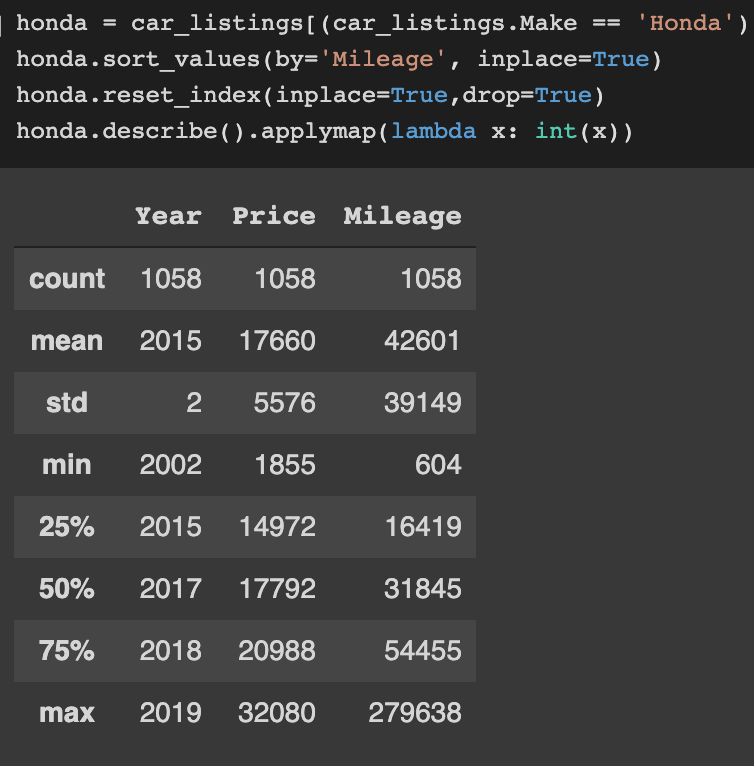 honda = car_listings[(car_listings.Make == 'Honda')
honda.sort_values(by='Mileage', inplace=True)
honda.reset_index(inplace=True,drop=True)
honda.describe().applymap(lambda x: int(x))
Year Price Mileage
count 1058 1058 1058
mean 2015 17660 42601
std 2 5576 39149
min 2002 1855 604
25% 2015 14972 16419
50% 2017 17792 31845
75% 2018 20988 54455
max 2019 32080 279638